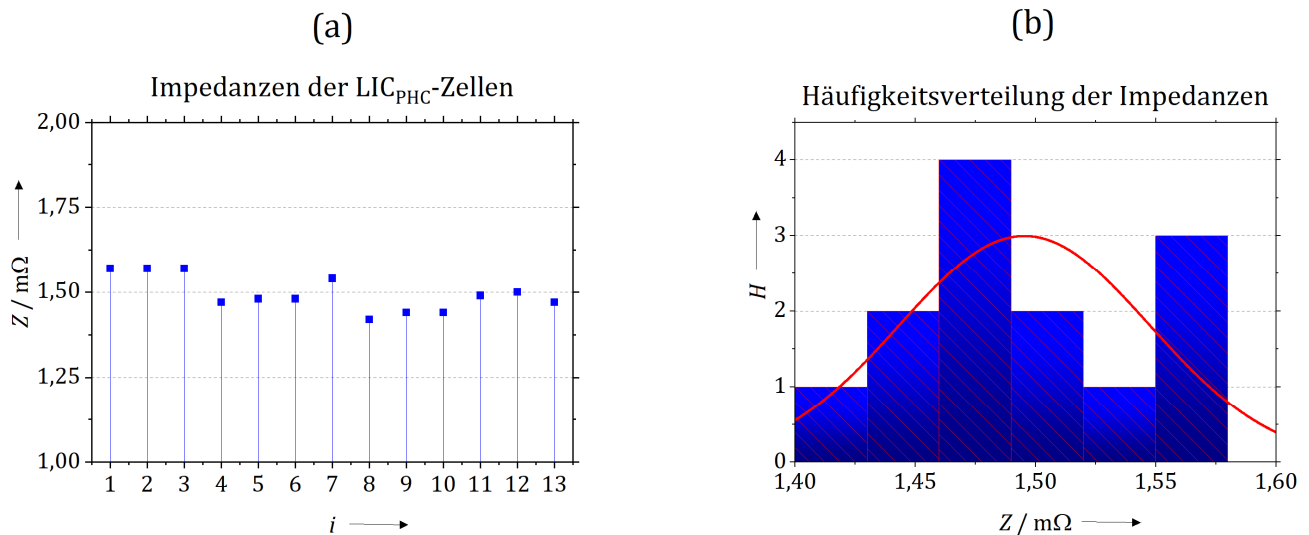 (a)
Impedanzen der LIC_PHC-Zellen
2,00
1,75
1,50
1,25
1,00
Z / mΩ
1 2 3 4 5 6 7 8 9 10 11 12 13
i
(b)
Häufigkeitsverteilung der Impedanzen
4
3
2
1
0
H
1,40 1,45 1,50 1,55 1,60
Z / mΩ